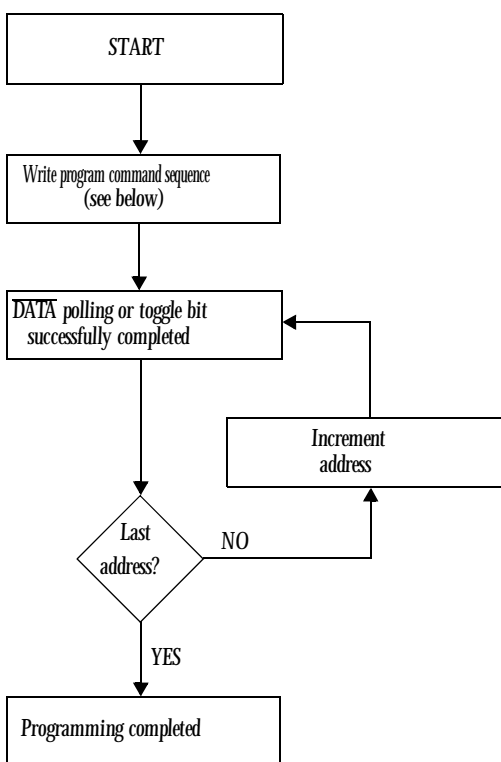 START
Write program command sequence
(see below)
D̅A̅T̅A̅ polling or toggle bit
successfully completed
Increment
address
Last
address?
NO
YES
Programming completed